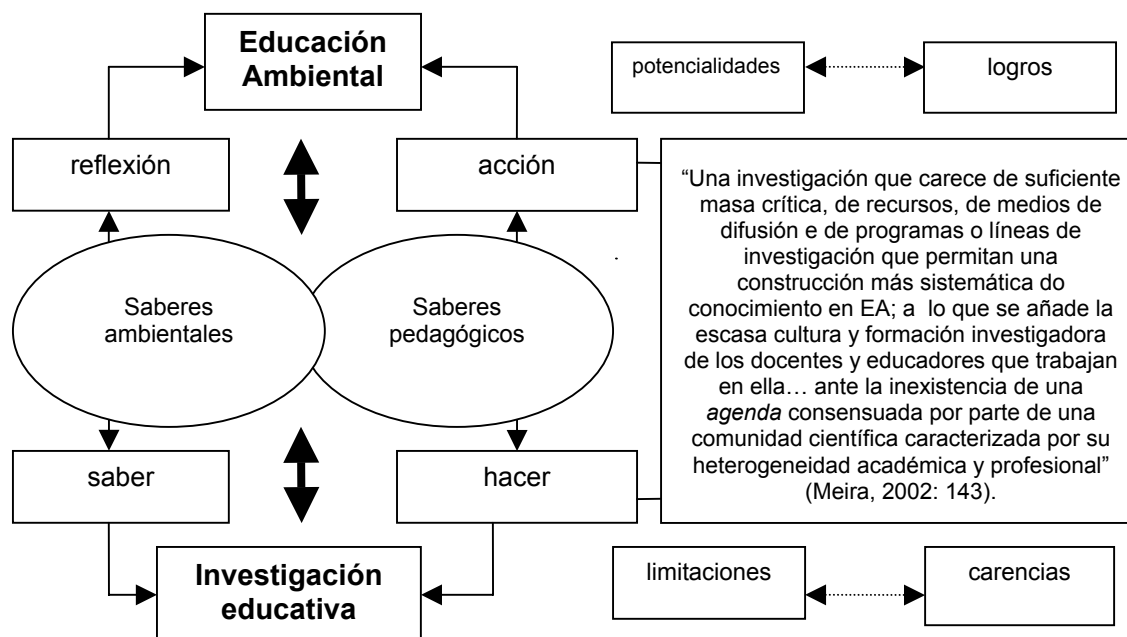 Educación
Ambiental
potencialidades
logros
reflexión
acción
“Una investigación que carece de suficiente
masa crítica, de recursos, de medios de
difusión e de programas o líneas de
investigación que permitan una
construcción más sistemática do
conocimiento en EA; a lo que se añade la
escasa cultura y formación investigadora
de los docentes y educadores que trabajan
en ella… ante la inexistencia de una
agenda consensuada por parte de una
comunidad científica caracterizada por su
heterogeneidad académica y profesional”
(Meira, 2002: 143).
Saberes
ambientales
Saberes
pedagógicos
saber
hacer
Investigación
educativa
limitaciones
carencias